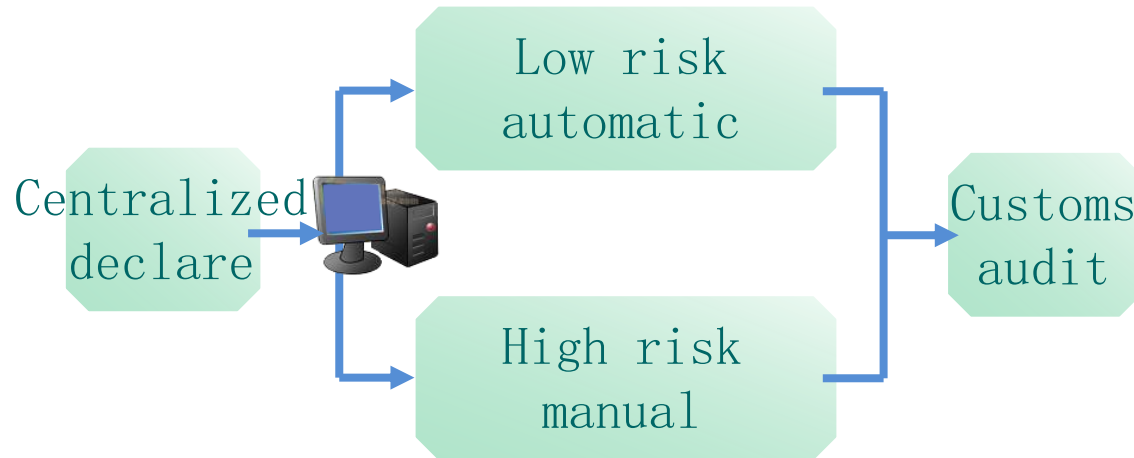 Centralized
declare
Low risk
automatic
High risk
manual
Customs
audit